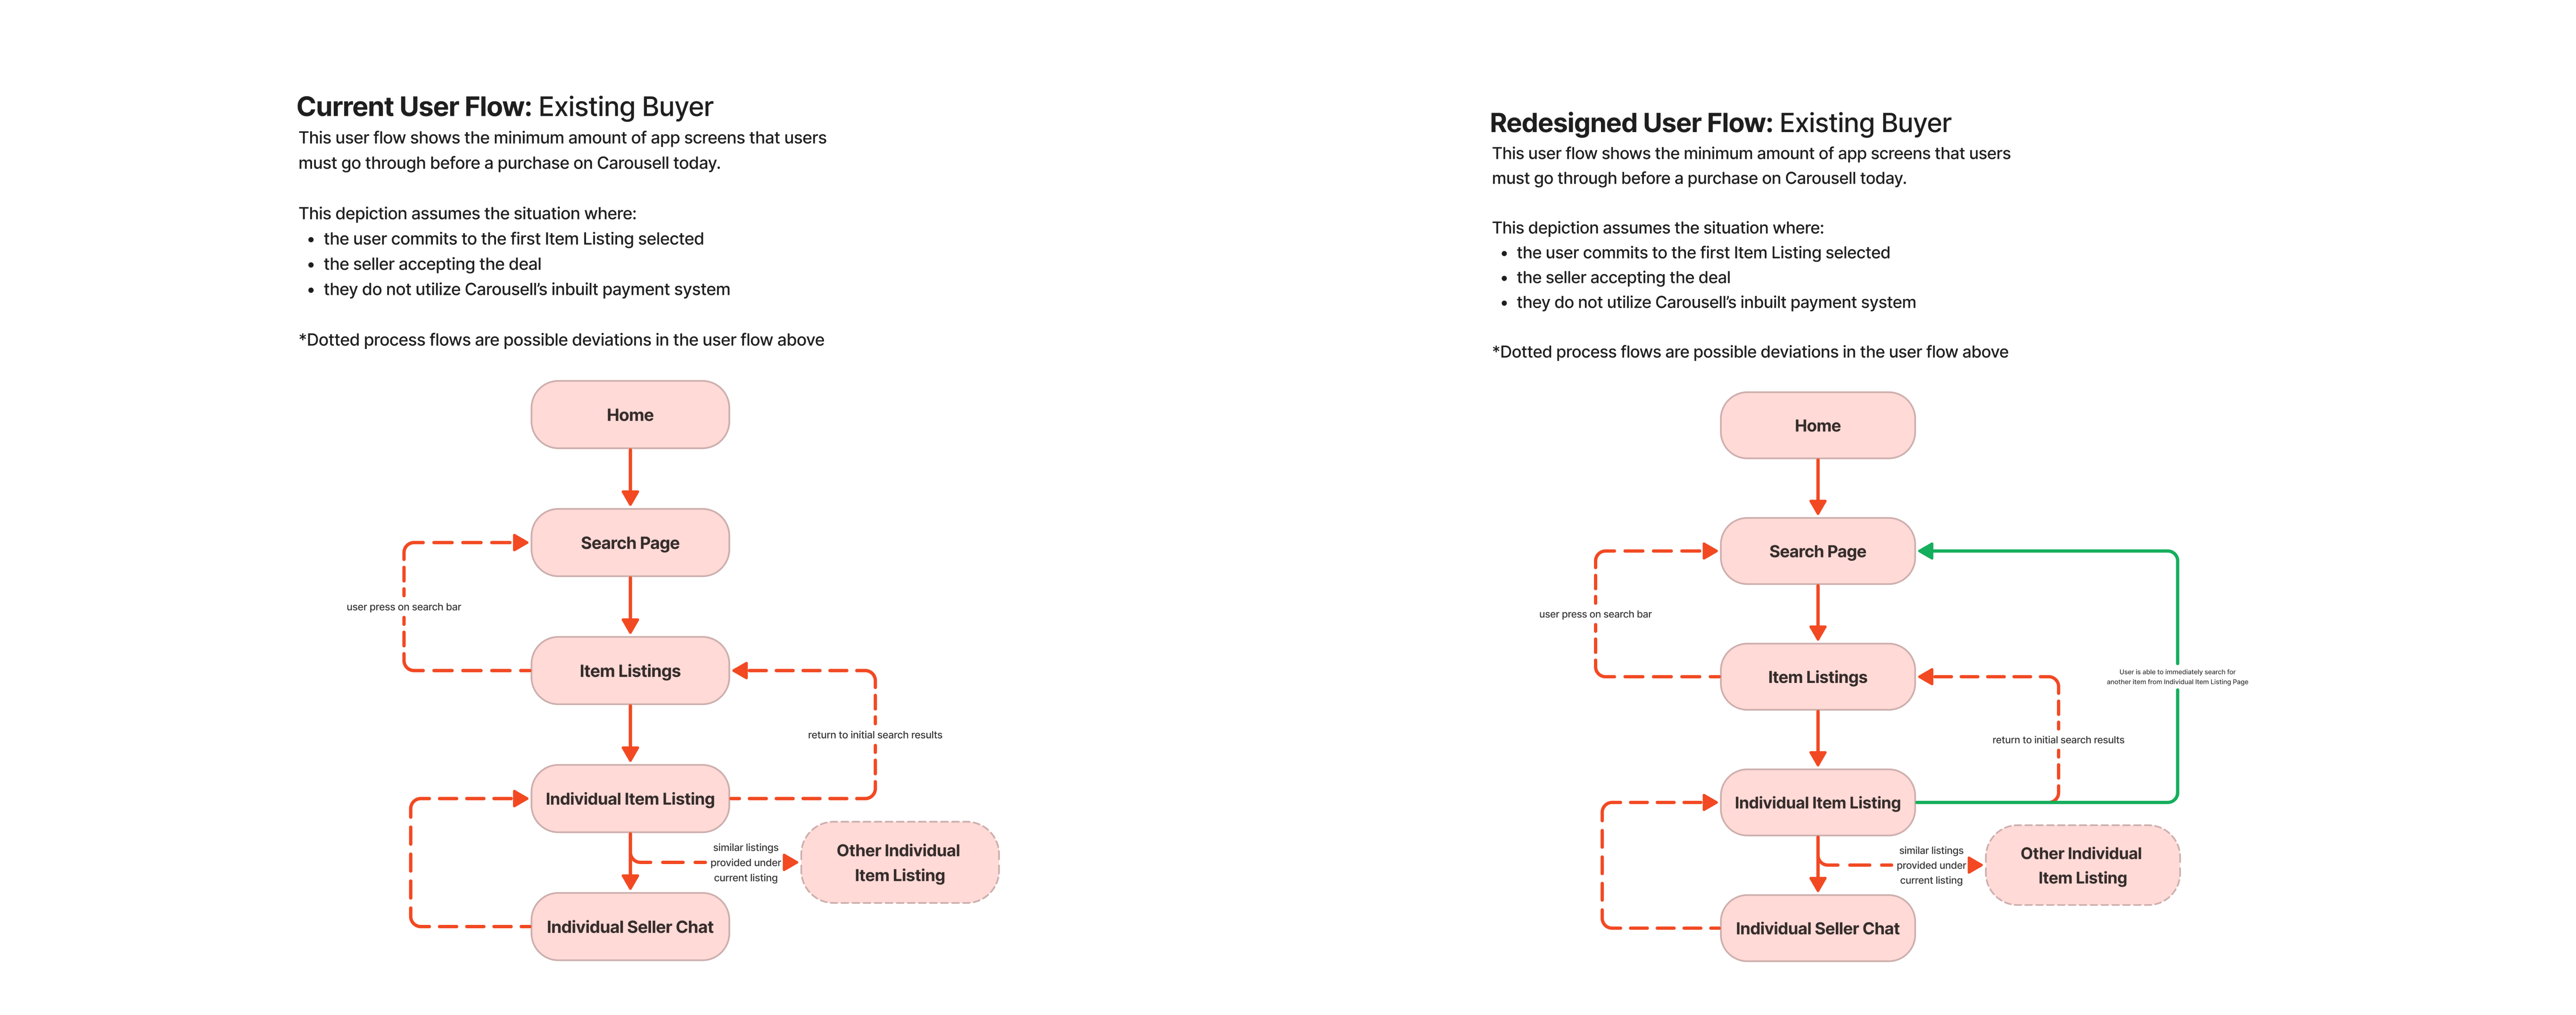 Current User Flow: Existing Buyer
This user flow shows the minimum amount of app screens that users
must go through before a purchase on Carousell today.
This depiction assumes the situation where:
• the user commits to the first Item Listing selected
• the seller accepting the deal
• they do not utilize Carousell's inbuilt payment system
*Dotted process flows are possible deviations in the user flow above
Home
Search Page
user press on search bar
Item Listings
return to initial search results
Individual Item Listing
similar listings
provided under
current listing
Other Individual
Item Listing
Individual Seller Chat
Redesigned User Flow: Existing Buyer
This user flow shows the minimum amount of app screens that users
must go through before a purchase on Carousell today.
This depiction assumes the situation where:
• the user commits to the first Item Listing selected
• the seller accepting the deal
• they do not utilize Carousell's inbuilt payment system
*Dotted process flows are possible deviations in the user flow above
Home
Search Page
user press on search bar
Item Listings
User is able to immediately search for
another item from Individual Item Listing Page
return to initial search results
Individual Item Listing
similar listings
provided under
current listing
Other Individual
Item Listing
Individual Seller Chat